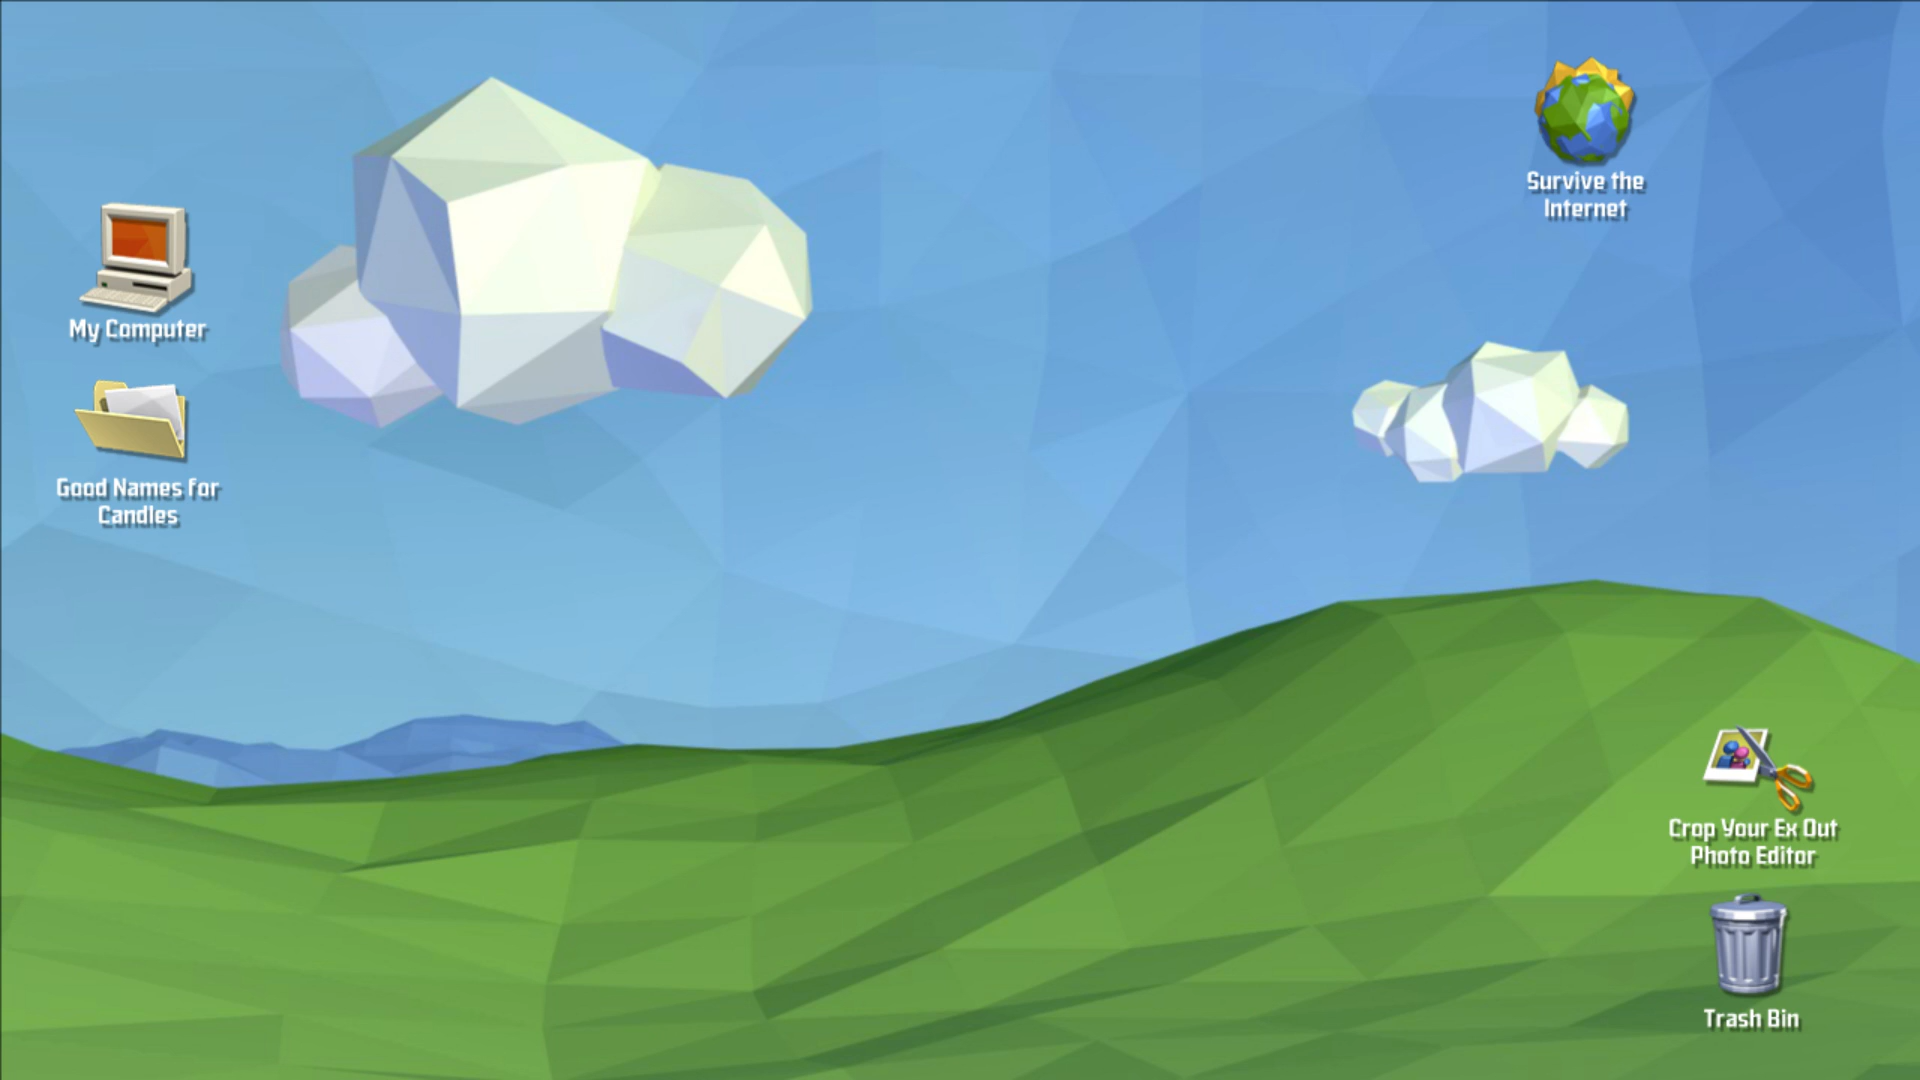 My Computer
Good Names for
Candles
Survive the
Internet
Crop Your Ex Out
Photo Editor
Trash Bin